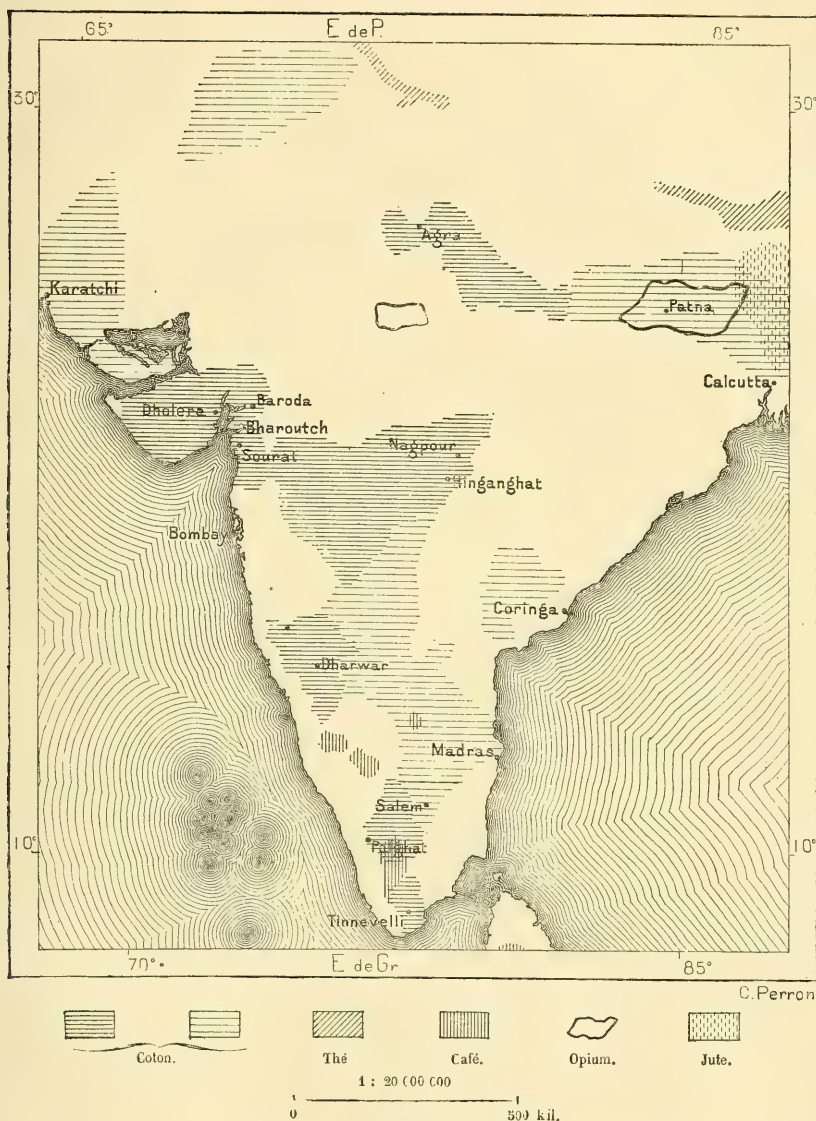 65° E de P. 85°
30° 30°
Agra
Karatchi
Patna
Calcutta
Dholera Baroda
Bharoutch
Nagpour
Sourat
Hinganghat
Bombay
Coringa
Dharwar
Madras
Salem
10° Palghat 10°
Tinnevelli
70° E de Gr 85°
C. Perron
Coton. Thé Café. Opium. Jute.
1 : 20 000 000
0 500 kil.